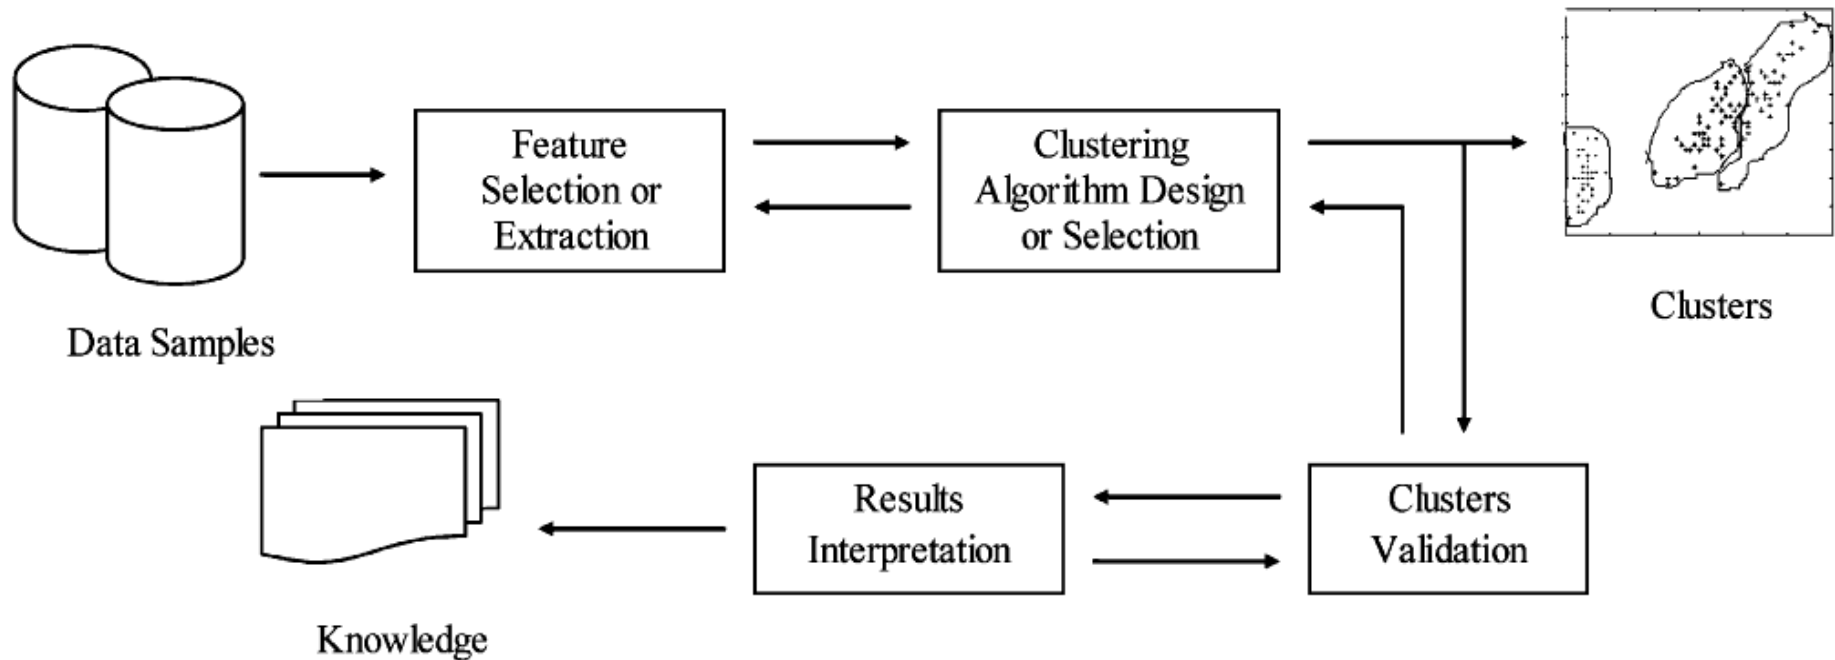 Feature
Selection or
Extraction
Clustering
Algorithm Design
or Selection
Clusters
Data Samples
Results
Interpretation
Clusters
Validation
Knowledge